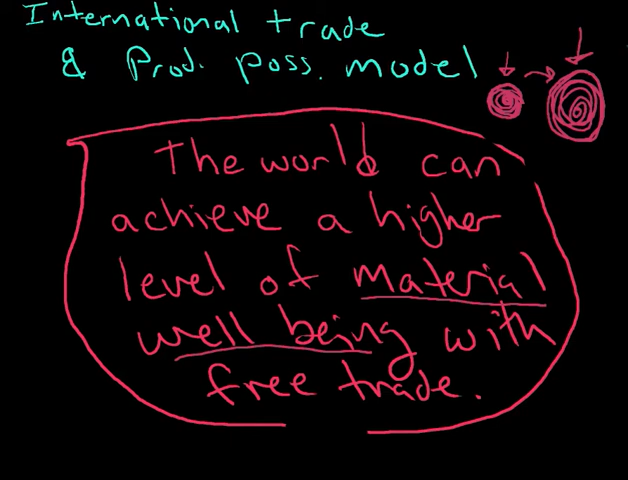 International trade
& Prod. poss. model
The world can
achieve a higher
level of material
well being with
free trade.